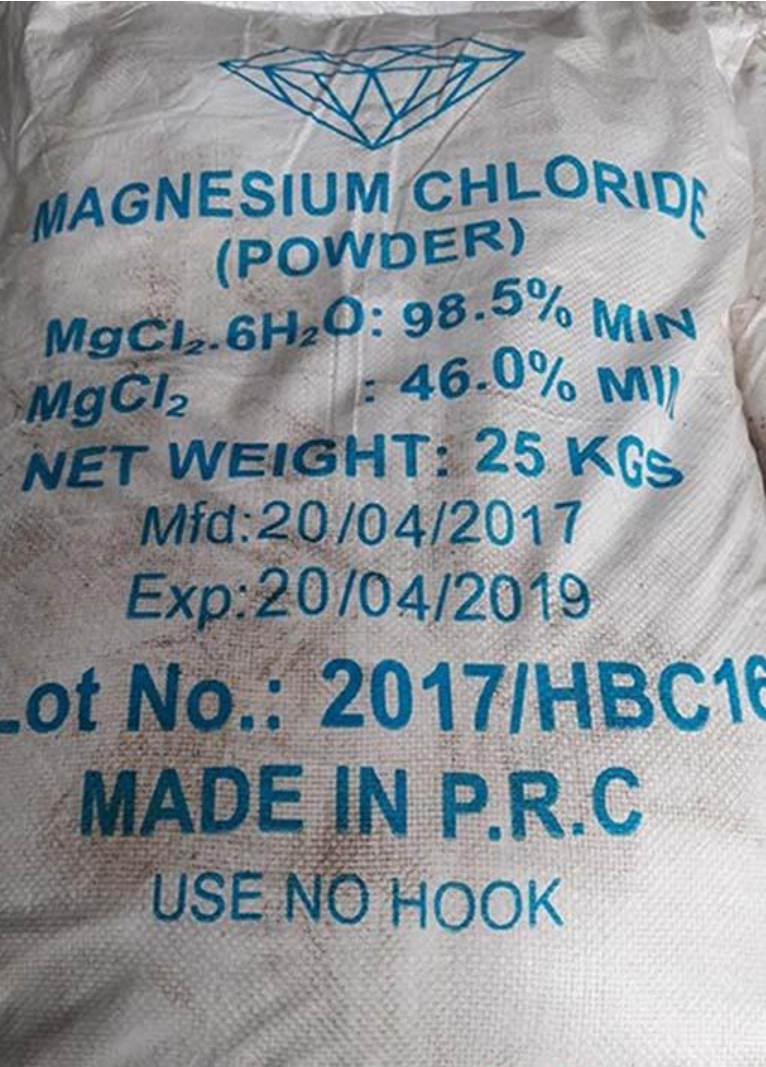 MAGNESIUM CHLORIDE
(POWDER)
MgCl₂.6H₂O: 98.5% MIN
MgCl₂ : 46.0%
NET WEIGHT: 25 KGS
Mfd:20/04/2017
Exp:20/04/2019
Lot No.: 2017/HBC16
MADE IN P.R.C
USE NO HOOK